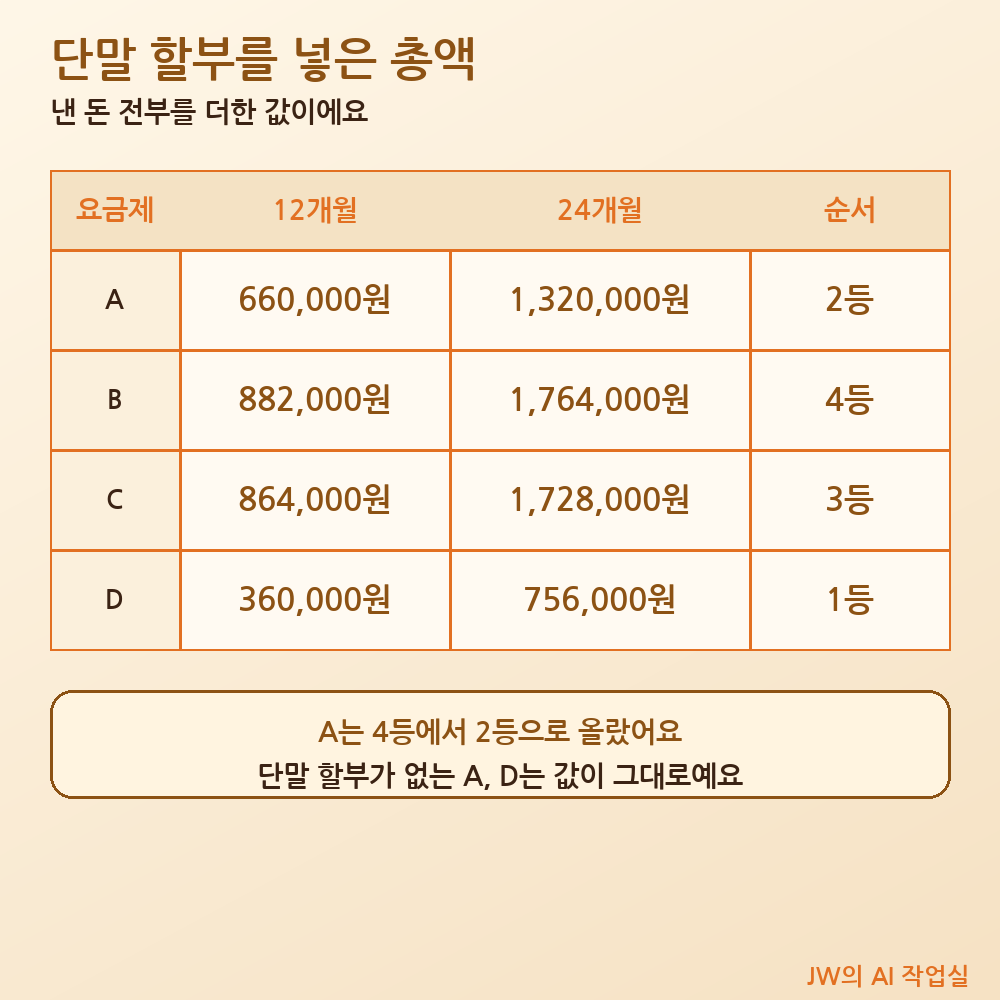 단말 할부를 넣은 총액
낸 돈 전부를 더한 값이에요
요금제 12개월 24개월 순서
A 660,000원 1,320,000원 2등
B 882,000원 1,764,000원 4등
C 864,000원 1,728,000원 3등
D 360,000원 756,000원 1등
A는 4등에서 2등으로 올랐어요
단말 할부가 없는 A, D는 값이 그대로예요
JW의 AI 작업실